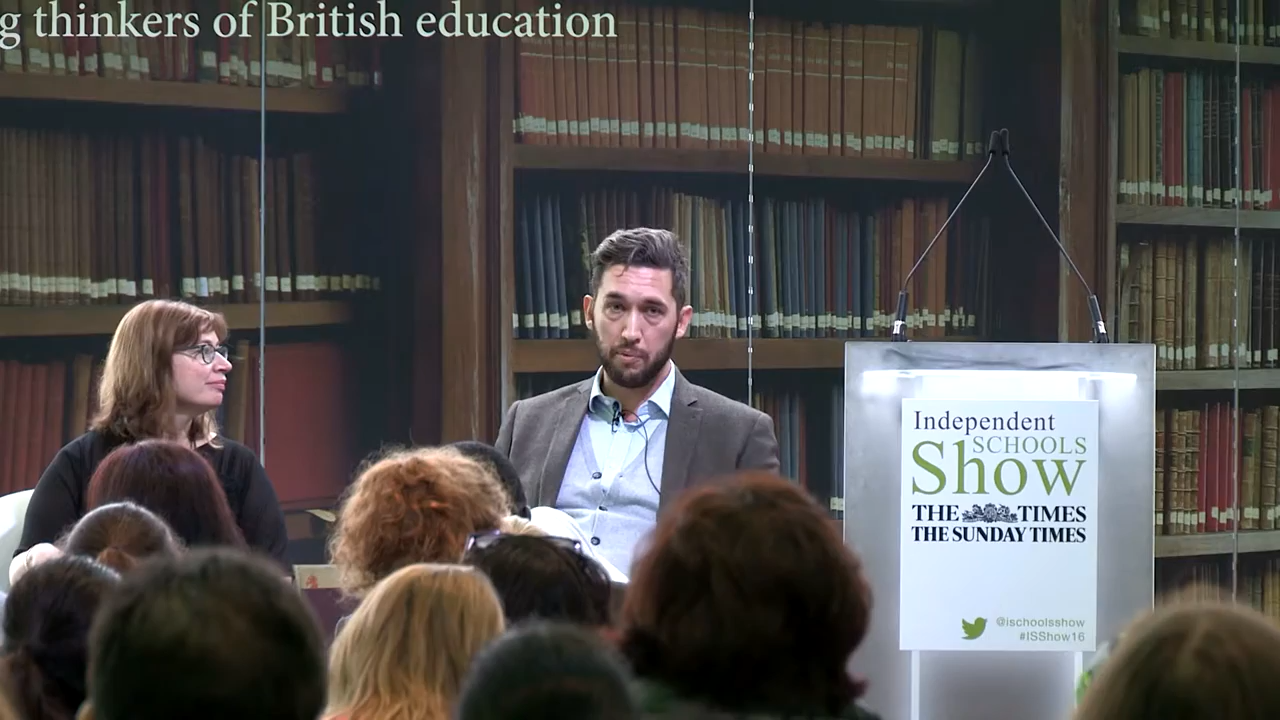 g thinkers of British education
Independent
SCHOOLS
Show
THE TIMES
THE SUNDAY TIMES
@ischoolsshow
#ISShow16